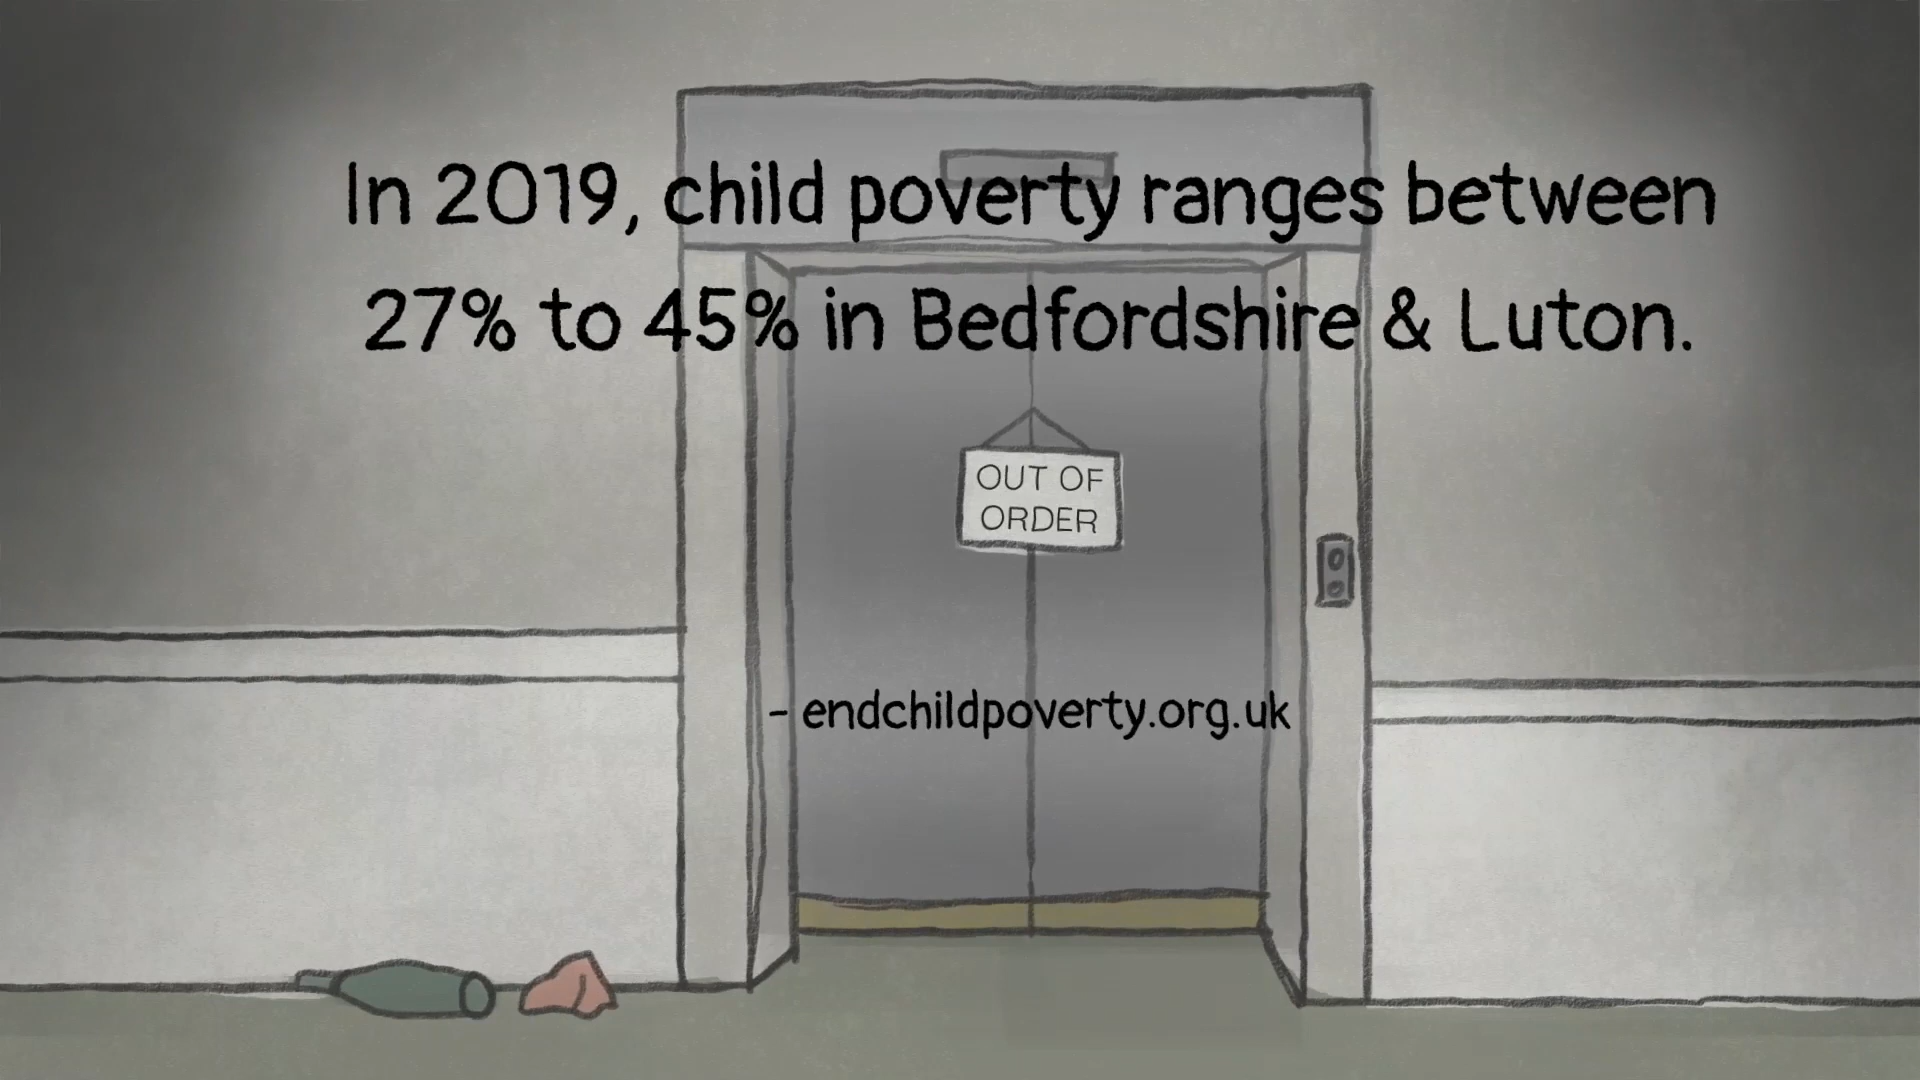 In 2019, child poverty ranges between
27% to 45% in Bedfordshire & Luton.
OUT OF
ORDER
- endchildpoverty.org.uk